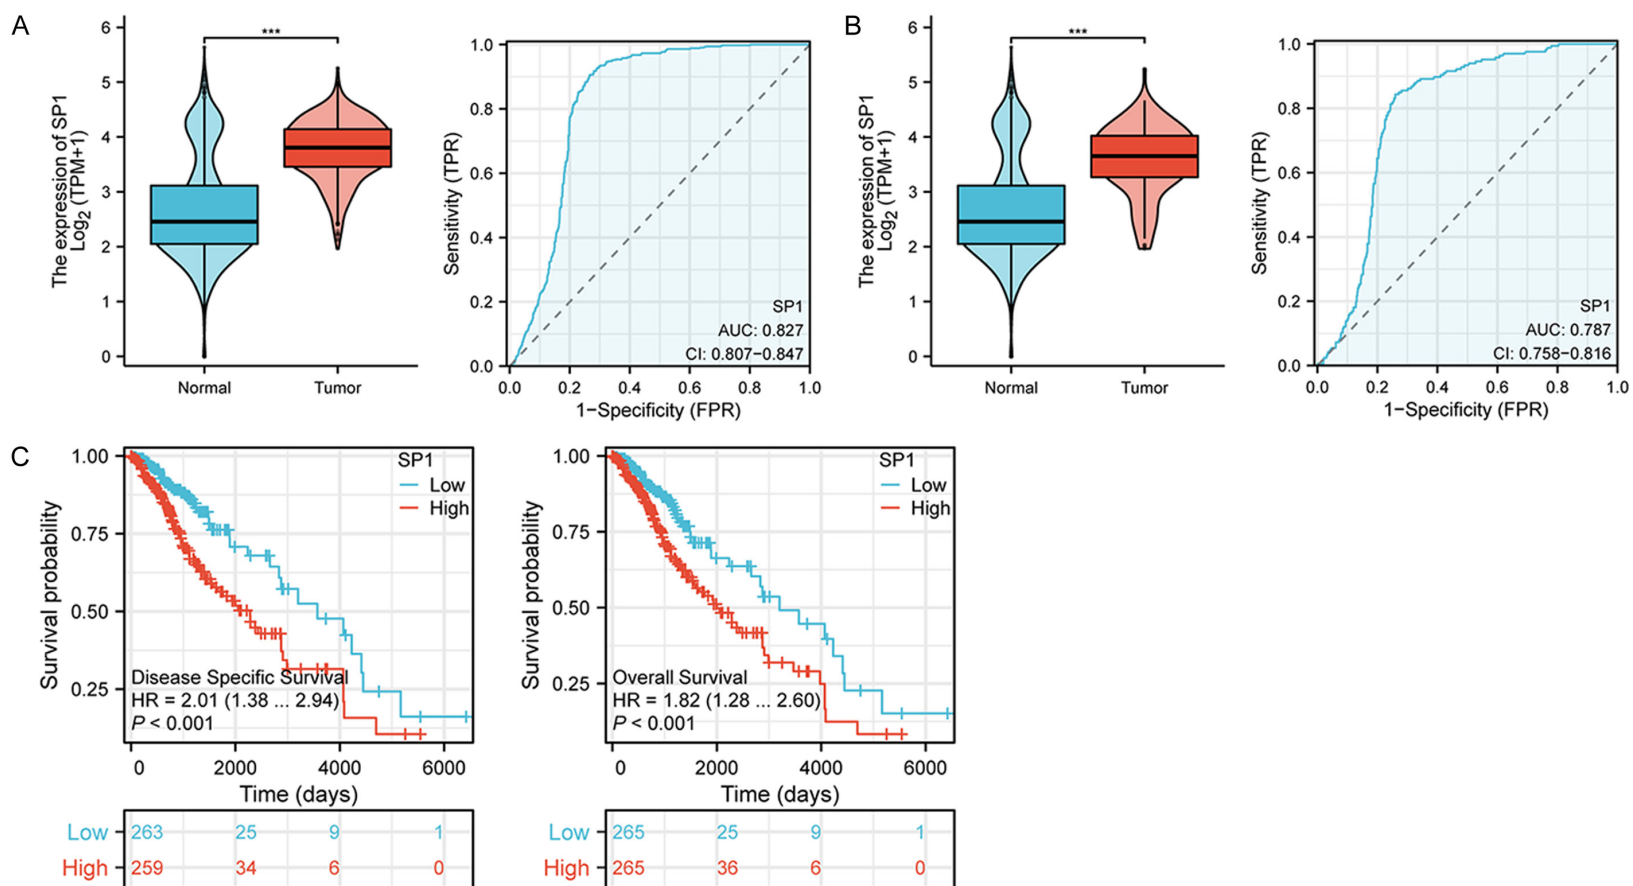 A
The expression of SP1
Log2 (TPM+1)
6
5
4
3
2
1
0
***
Normal
Tumor
Sensitivity (TPR)
1.0
0.8
0.6
0.4
0.2
0.0
SP1
AUC: 0.827
CI: 0.807−0.847
0.0 0.2 0.4 0.6 0.8 1.0
1−Specificity (FPR)
B
The expression of SP1
Log2 (TPM+1)
6
5
4
3
2
1
0
***
Normal
Tumor
Sensitivity (TPR)
1.0
0.8
0.6
0.4
0.2
0.0
SP1
AUC: 0.787
CI: 0.758−0.816
0.0 0.2 0.4 0.6 0.8 1.0
1−Specificity (FPR)
C
Survival probability
1.00
0.75
0.50
0.25
SP1
Low
High
Disease Specific Survival
HR = 2.01 (1.38 ... 2.94)
P < 0.001
0 2000 4000 6000
Time (days)
Low 263 25 9 1
High 259 34 6 0
Survival probability
1.00
0.75
0.50
0.25
SP1
Low
High
Overall Survival
HR = 1.82 (1.28 ... 2.60)
P < 0.001
0 2000 4000 6000
Time (days)
Low 265 25 9 1
High 265 36 6 0